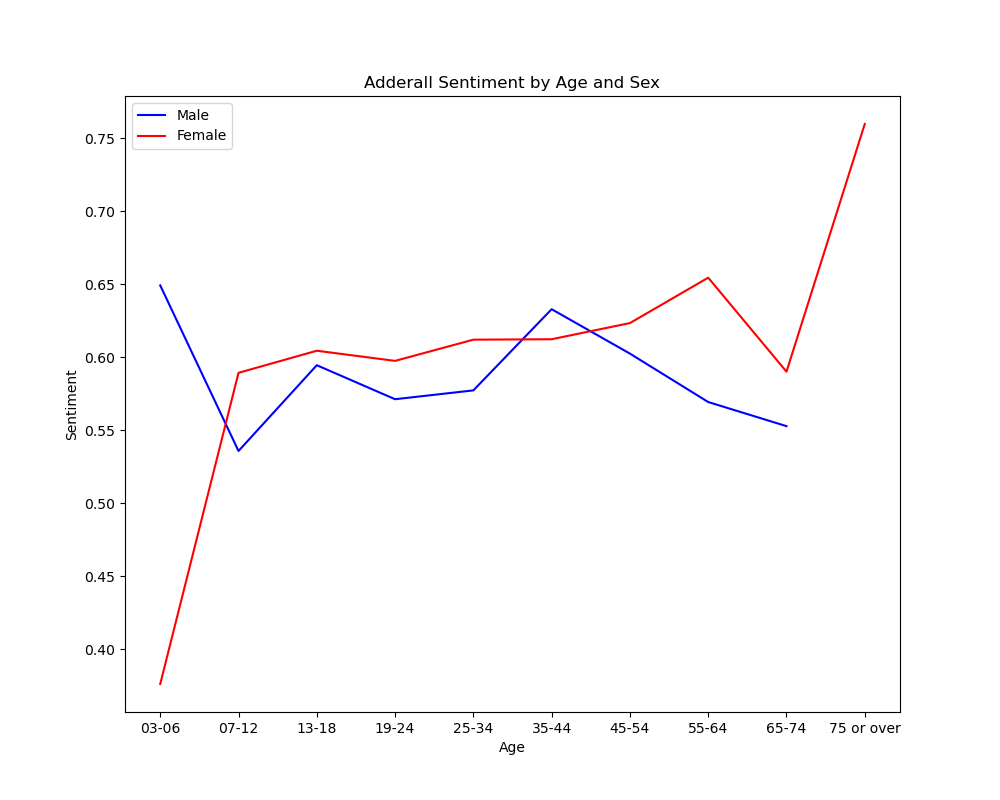 Adderall Sentiment by Age and Sex
Male
Female
0.75
0.70
0.65
0.60
0.55
0.50
0.45
0.40
Sentiment
03-06 07-12 13-18 19-24 25-34 35-44 45-54 55-64 65-74 75 or over
Age